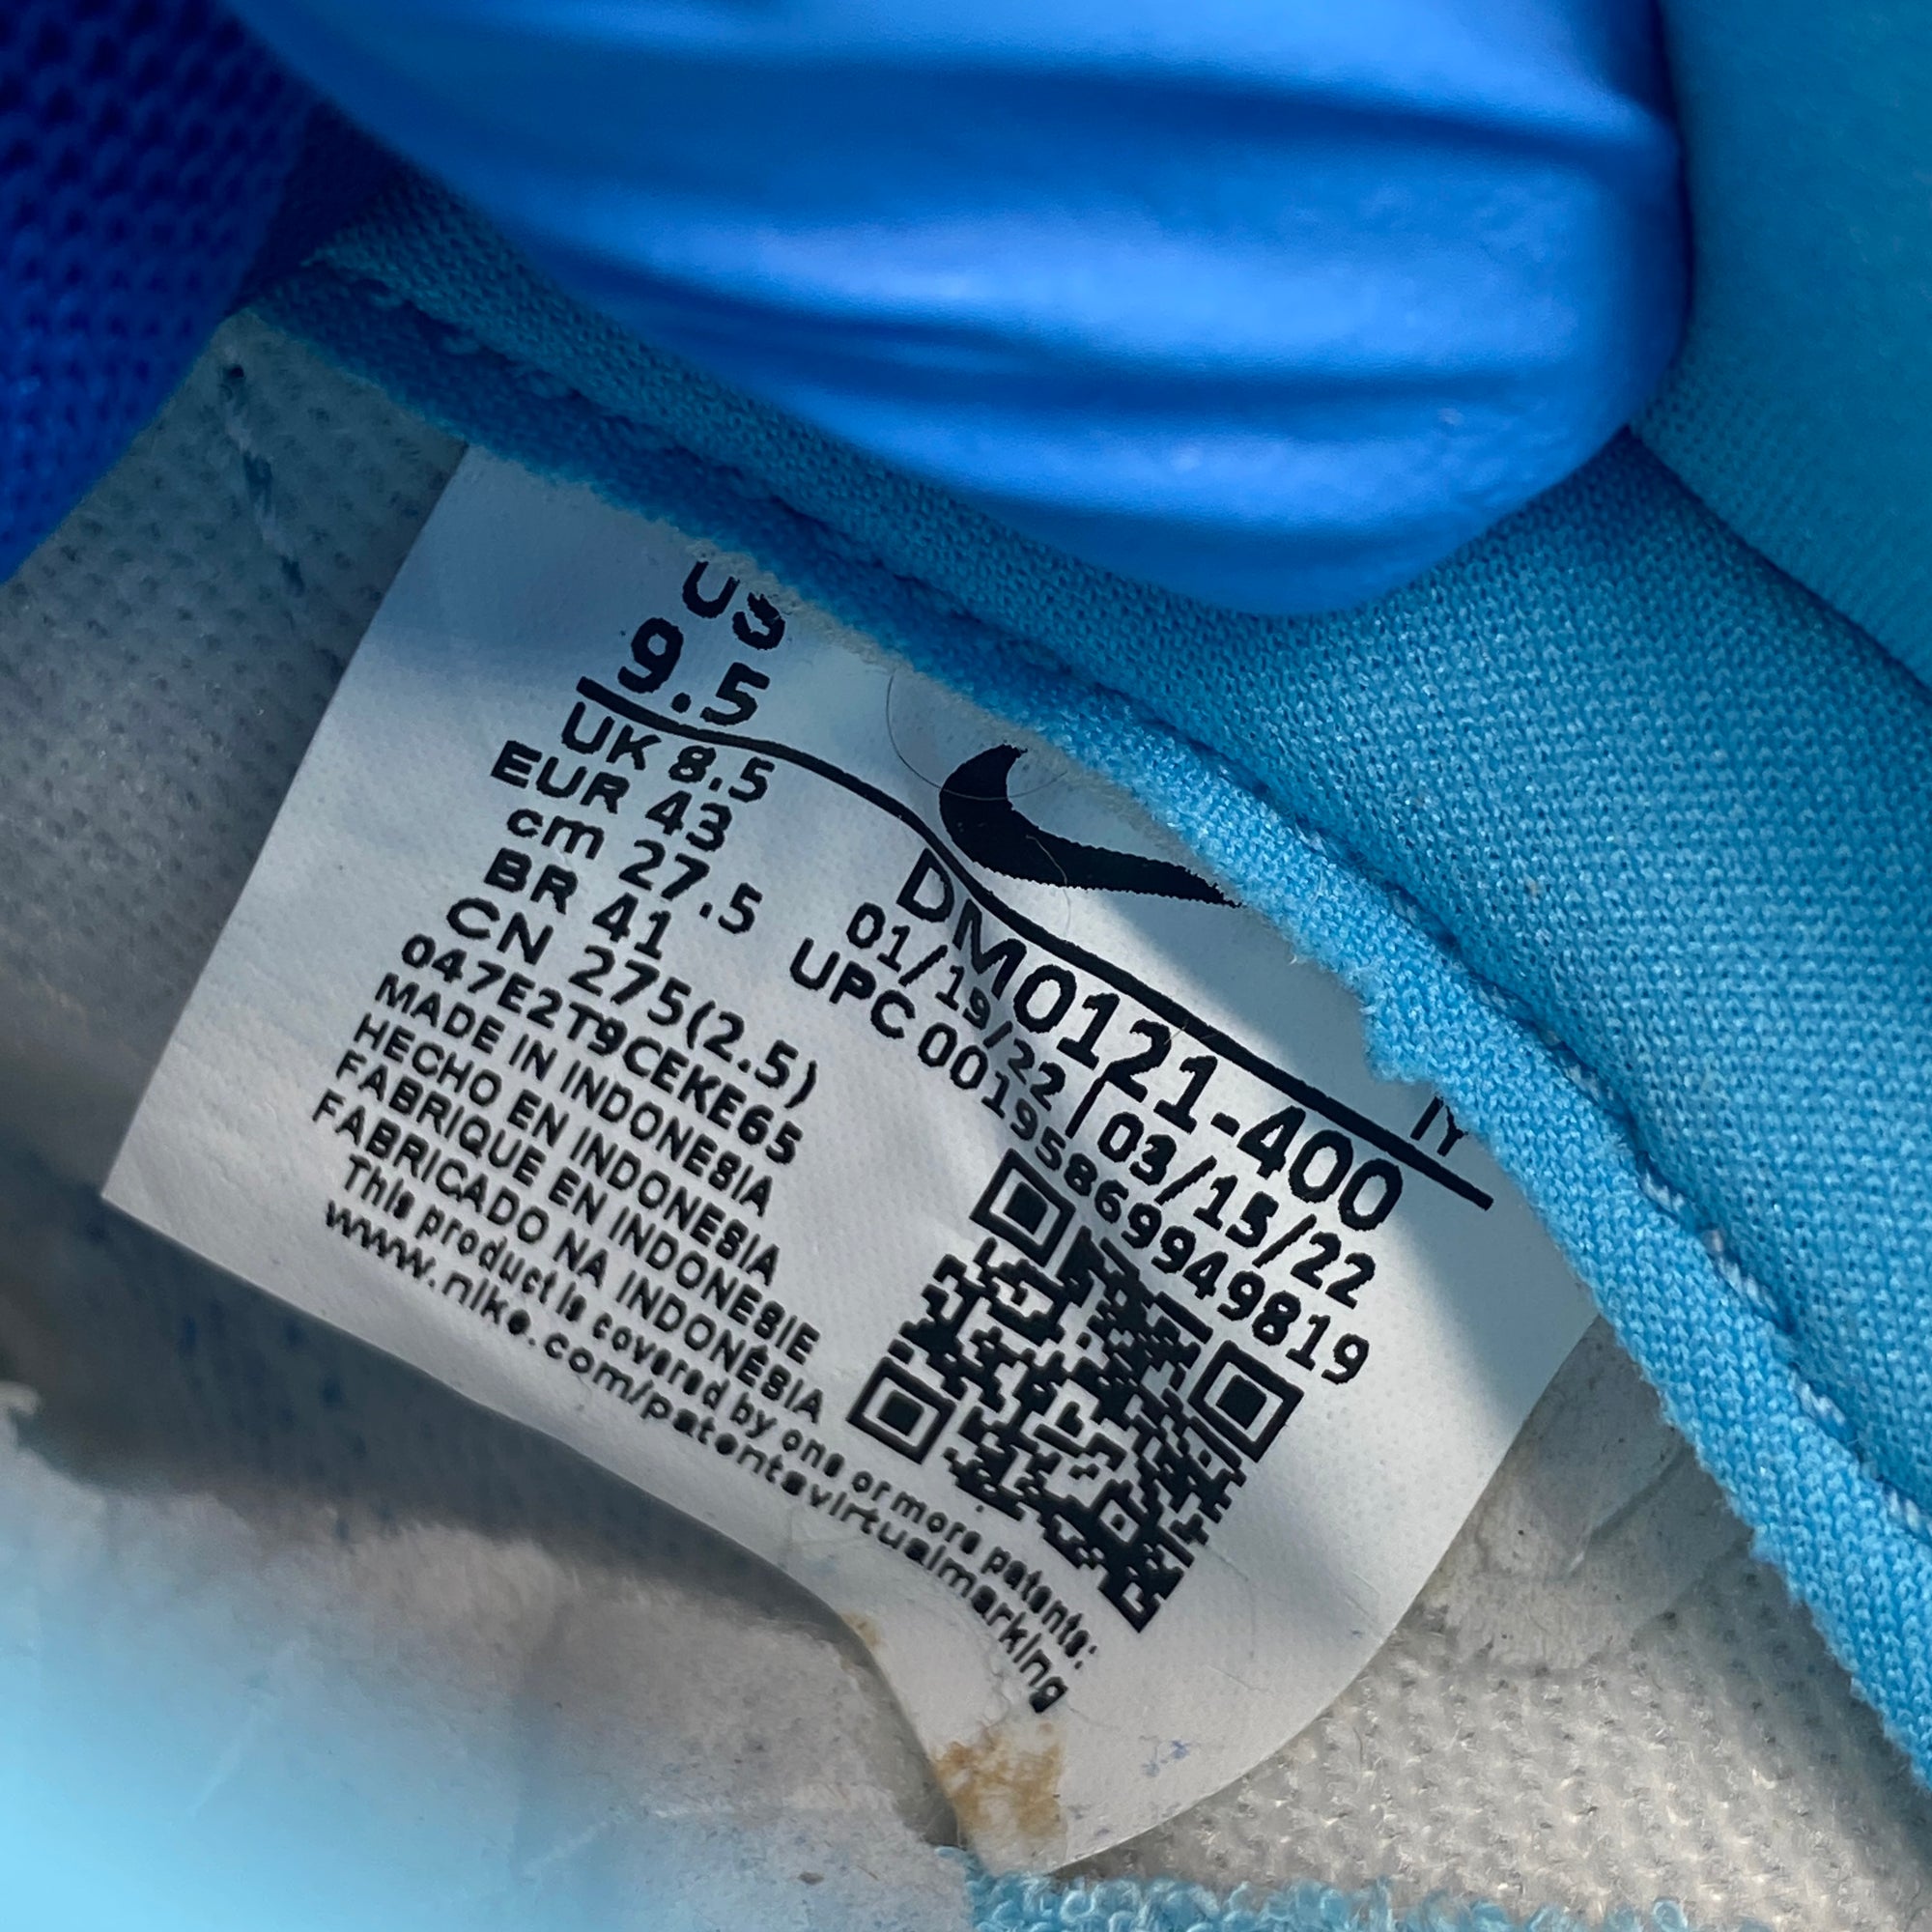 US
9.5
UK 8.5
EUR 43
cm 27.5
BR 41
CN 275(2.5)
047E2T9CEKE65
MADE IN INDONESIA
HECHO EN INDONESIA
FABRIQUE EN INDONESIE
FABRICADO NA INDONÉSIA
This product is covered by one or more patents:
www.nike.com/patentsvirtualmarking
IY
DM0121-400
01/19/22 | 03/15/22
UPC 00195869949819